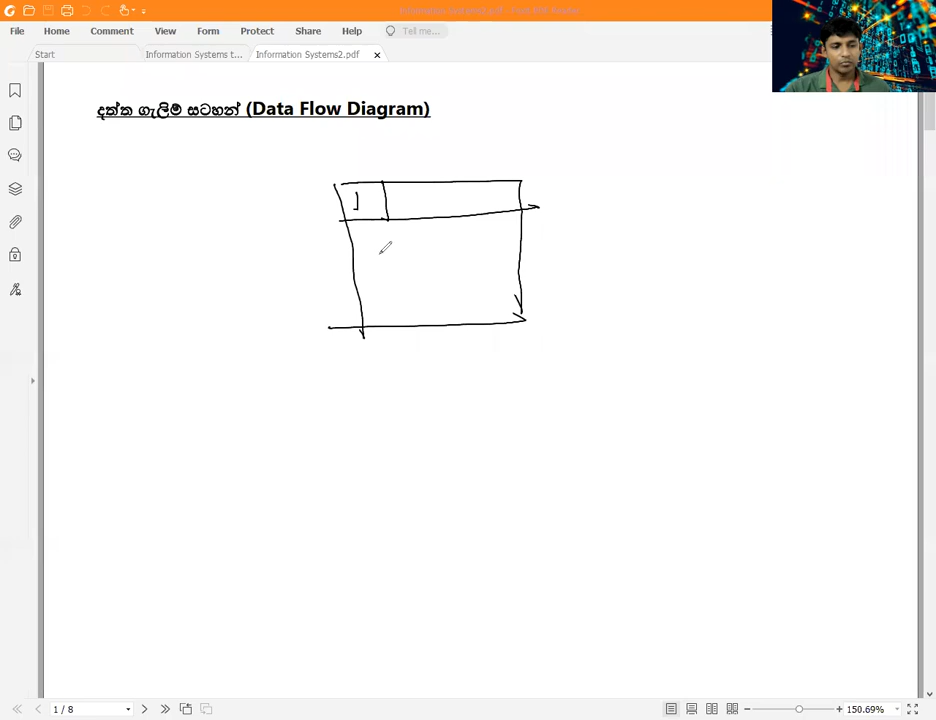 File Home Comment View Form Protect Share Help Tell me...
Start Information Systems t... Information Systems2.pdf
දත්ත ගැලීම් සටහන් (Data Flow Diagram)
1
1 / 8 150.69%